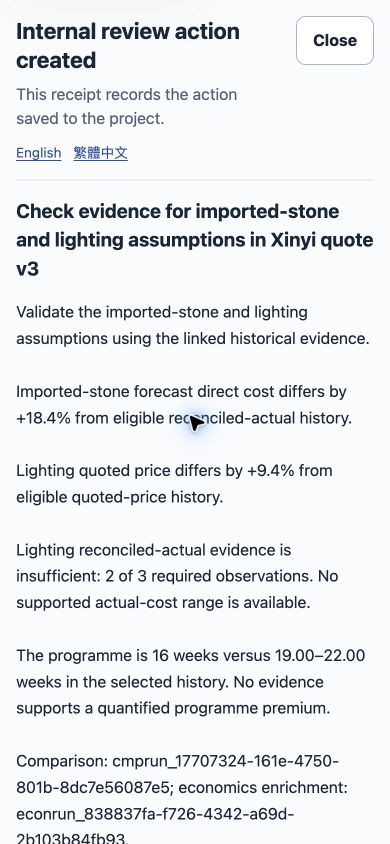 Internal review action
created
Close
This receipt records the action
saved to the project.
English 繁體中文
Check evidence for imported-stone
and lighting assumptions in Xinyi quote
v3
Validate the imported-stone and lighting
assumptions using the linked historical evidence.
Imported-stone forecast direct cost differs by
+18.4% from eligible reconciled-actual history.
Lighting quoted price differs by +9.4% from
eligible quoted-price history.
Lighting reconciled-actual evidence is
insufficient: 2 of 3 required observations. No
supported actual-cost range is available.
The programme is 16 weeks versus 19.00–22.00
weeks in the selected history. No evidence
supports a quantified programme premium.
Comparison: cmprun_17707324-161e-4750-
801b-8dc7e56087e5; economics enrichment:
econrun_838837fa-f726-4342-a69d-
2b103b84fb93.